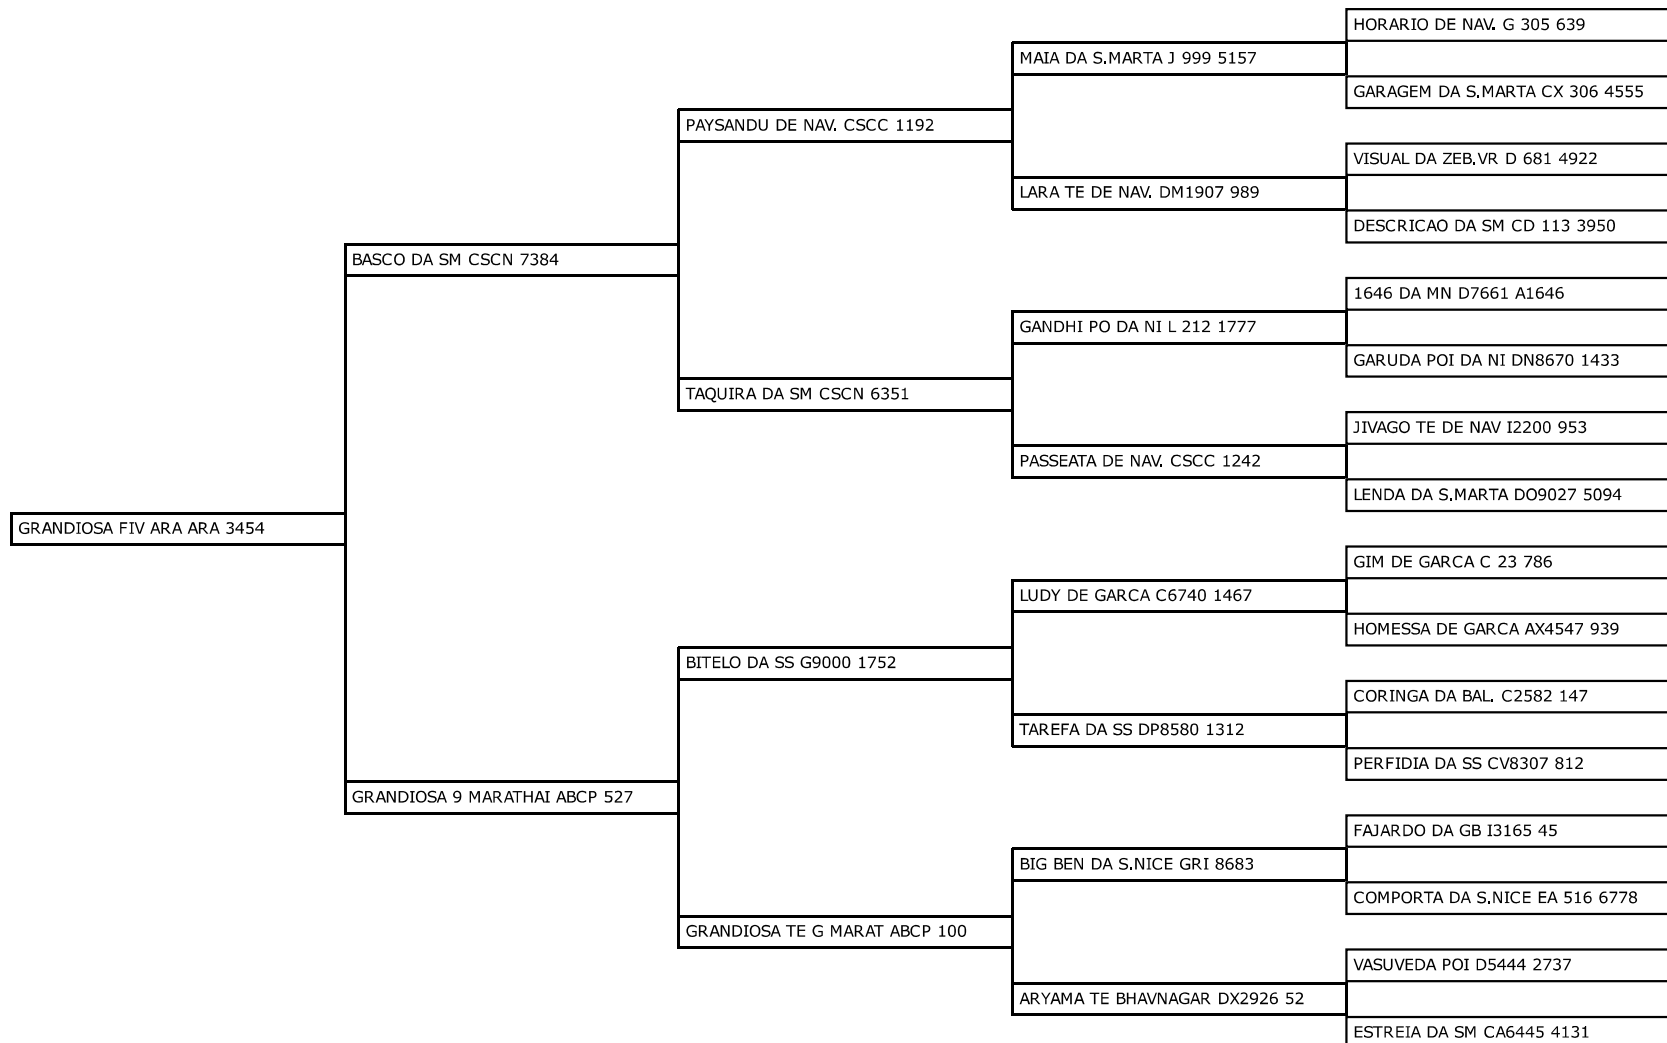 HORARIO DE NAV. G 305 639
MAIA DA S.MARTA J 999 5157
GARAGEM DA S.MARTA CX 306 4555
PAYSANDU DE NAV. CSCC 1192
VISUAL DA ZEB.VR D 681 4922
LARA TE DE NAV. DM1907 989
DESCRICAO DA SM CD 113 3950
BASCO DA SM CSCN 7384
1646 DA MN D7661 A1646
GANDHI PO DA NI L 212 1777
GARUDA POI DA NI DN8670 1433
TAQUIRA DA SM CSCN 6351
JIVAGO TE DE NAV I2200 953
PASSEATA DE NAV. CSCC 1242
LENDA DA S.MARTA DO9027 5094
GRANDIOSA FIV ARA ARA 3454
GIM DE GARCA C 23 786
LUDY DE GARCA C6740 1467
HOMESSA DE GARCA AX4547 939
BITELO DA SS G9000 1752
CORINGA DA BAL. C2582 147
TAREFA DA SS DP8580 1312
PERFIDIA DA SS CV8307 812
GRANDIOSA 9 MARATHAI ABCP 527
FAJARDO DA GB I3165 45
BIG BEN DA S.NICE GRI 8683
COMPORTA DA S.NICE EA 516 6778
GRANDIOSA TE G MARAT ABCP 100
VASUVEDA POI D5444 2737
ARYAMA TE BHAVNAGAR DX2926 52
ESTREIA DA SM CA6445 4131